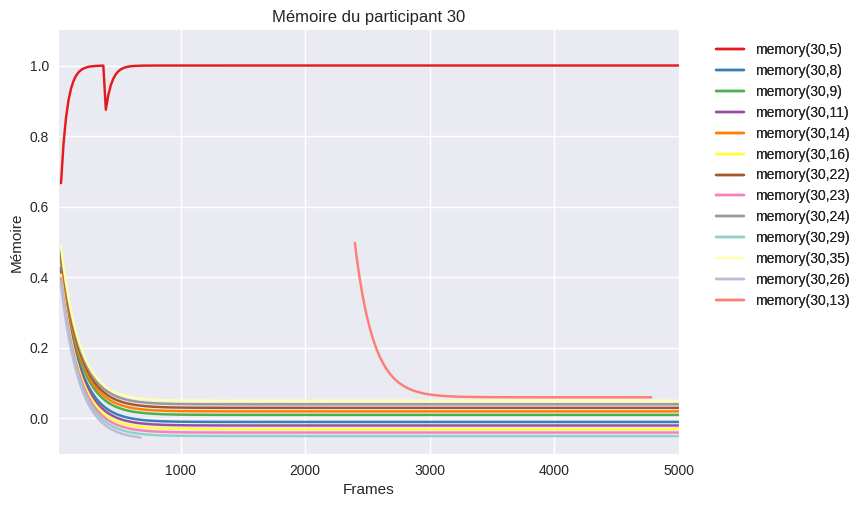 Mémoire du participant 30
Mémoire
1.0
0.8
0.6
0.4
0.2
0.0
1000
2000
3000
4000
5000
Frames
memory(30,5)
memory(30,8)
memory(30,9)
memory(30,11)
memory(30,14)
memory(30,16)
memory(30,22)
memory(30,23)
memory(30,24)
memory(30,29)
memory(30,35)
memory(30,26)
memory(30,13)